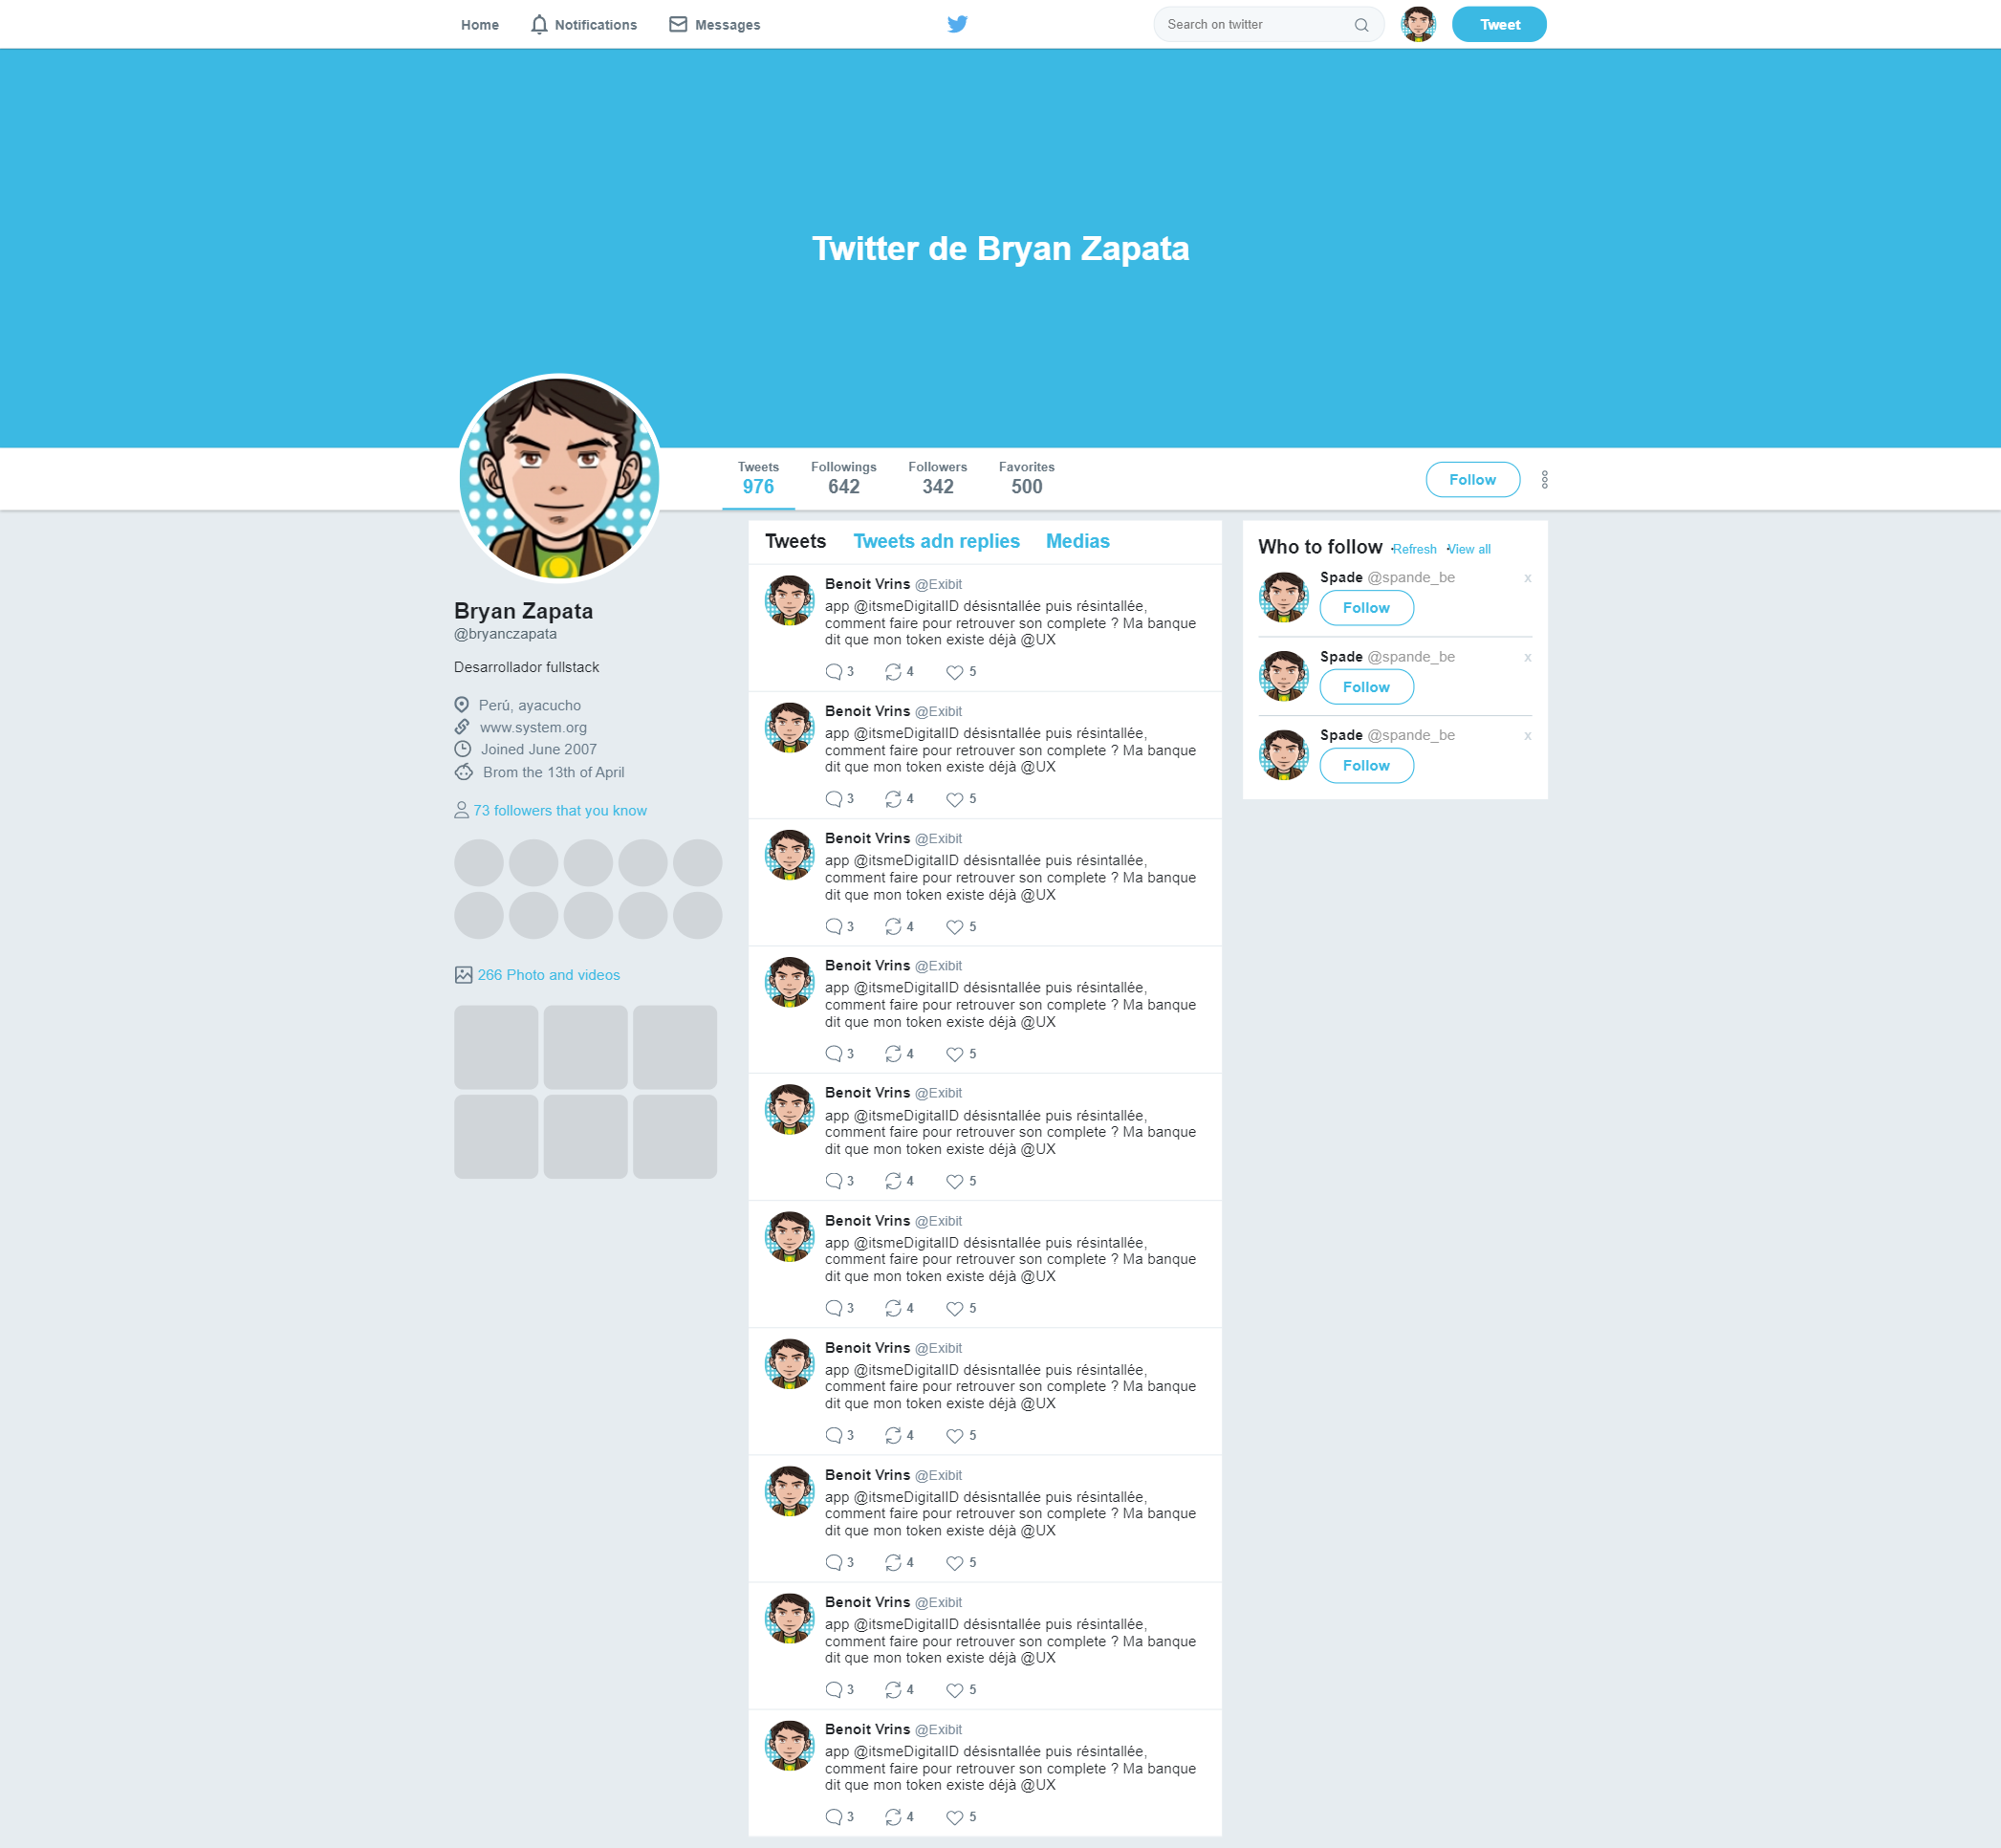 Home Notifications Messages Search on twitter Tweet
Twitter de Bryan Zapata
Tweets Followings Followers Favorites
976 642 342 500
Follow
Bryan Zapata
@bryanczapata
Desarrollador fullstack
Perú, ayacucho
www.system.org
Joined June 2007
Brom the 13th of April
73 followers that you know
266 Photo and videos
Tweets Tweets adn replies Medias
Benoit Vrins @Exibit
app @itsmeDigitalID désisntallée puis résintallée,
comment faire pour retrouver son complete ? Ma banque
dit que mon token existe déjà @UX
3 4 5
Benoit Vrins @Exibit
app @itsmeDigitalID désisntallée puis résintallée,
comment faire pour retrouver son complete ? Ma banque
dit que mon token existe déjà @UX
3 4 5
Benoit Vrins @Exibit
app @itsmeDigitalID désisntallée puis résintallée,
comment faire pour retrouver son complete ? Ma banque
dit que mon token existe déjà @UX
3 4 5
Benoit Vrins @Exibit
app @itsmeDigitalID désisntallée puis résintallée,
comment faire pour retrouver son complete ? Ma banque
dit que mon token existe déjà @UX
3 4 5
Benoit Vrins @Exibit
app @itsmeDigitalID désisntallée puis résintallée,
comment faire pour retrouver son complete ? Ma banque
dit que mon token existe déjà @UX
3 4 5
Benoit Vrins @Exibit
app @itsmeDigitalID désisntallée puis résintallée,
comment faire pour retrouver son complete ? Ma banque
dit que mon token existe déjà @UX
3 4 5
Benoit Vrins @Exibit
app @itsmeDigitalID désisntallée puis résintallée,
comment faire pour retrouver son complete ? Ma banque
dit que mon token existe déjà @UX
3 4 5
Benoit Vrins @Exibit
app @itsmeDigitalID désisntallée puis résintallée,
comment faire pour retrouver son complete ? Ma banque
dit que mon token existe déjà @UX
3 4 5
Benoit Vrins @Exibit
app @itsmeDigitalID désisntallée puis résintallée,
comment faire pour retrouver son complete ? Ma banque
dit que mon token existe déjà @UX
3 4 5
Benoit Vrins @Exibit
app @itsmeDigitalID désisntallée puis résintallée,
comment faire pour retrouver son complete ? Ma banque
dit que mon token existe déjà @UX
3 4 5
Who to follow ·Refresh ·View all
Spade @spande_be x
Follow
Spade @spande_be x
Follow
Spade @spande_be x
Follow